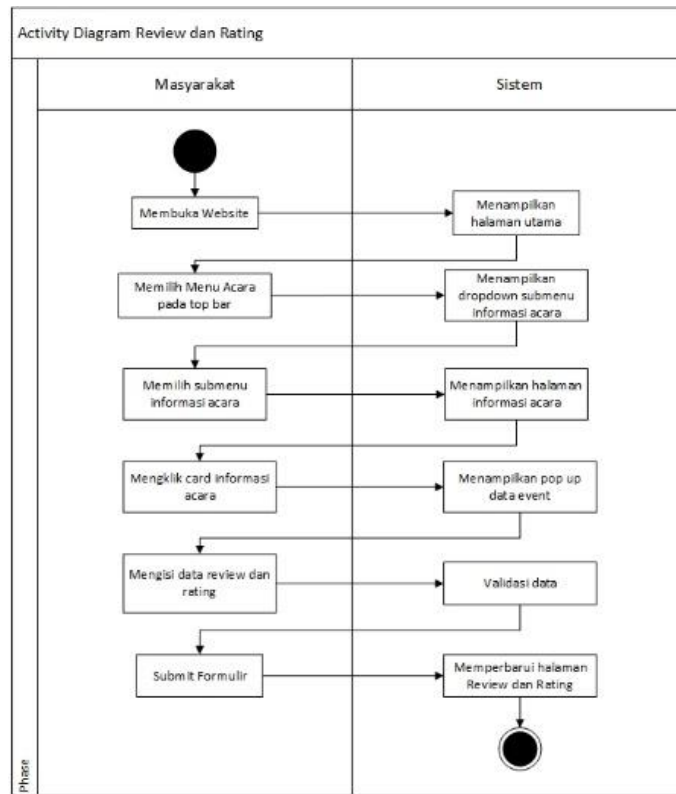 Activity Diagram Review dan Rating
Masyarakat
Sistem
Membuka Website
Menampilkan
halaman utama
Memilih Menu Acara
pada top bar
Menampilkan
dropdown submenu
informasi acara
Memilih submenu
informasi acara
Menampilkan halaman
informasi acara
Mengklik card informasi
acara
Menampilkan pop up
data event
Mengisi data review dan
rating
Validasi data
Submit Formulir
Memperbarui halaman
Review dan Rating
Phase